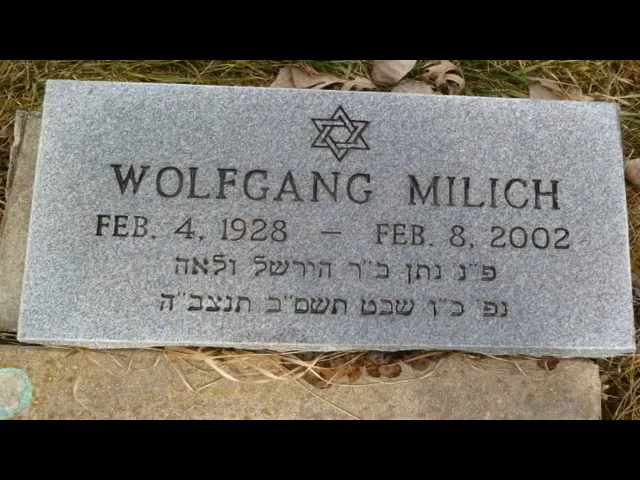 WOLFGANG MILICH
FEB. 4, 1928 — FEB. 8, 2002
פ״נ נתן ב״ר הירשל ולאה
נפ׳ כ״ו שבט תשס״ב תנצב״ה